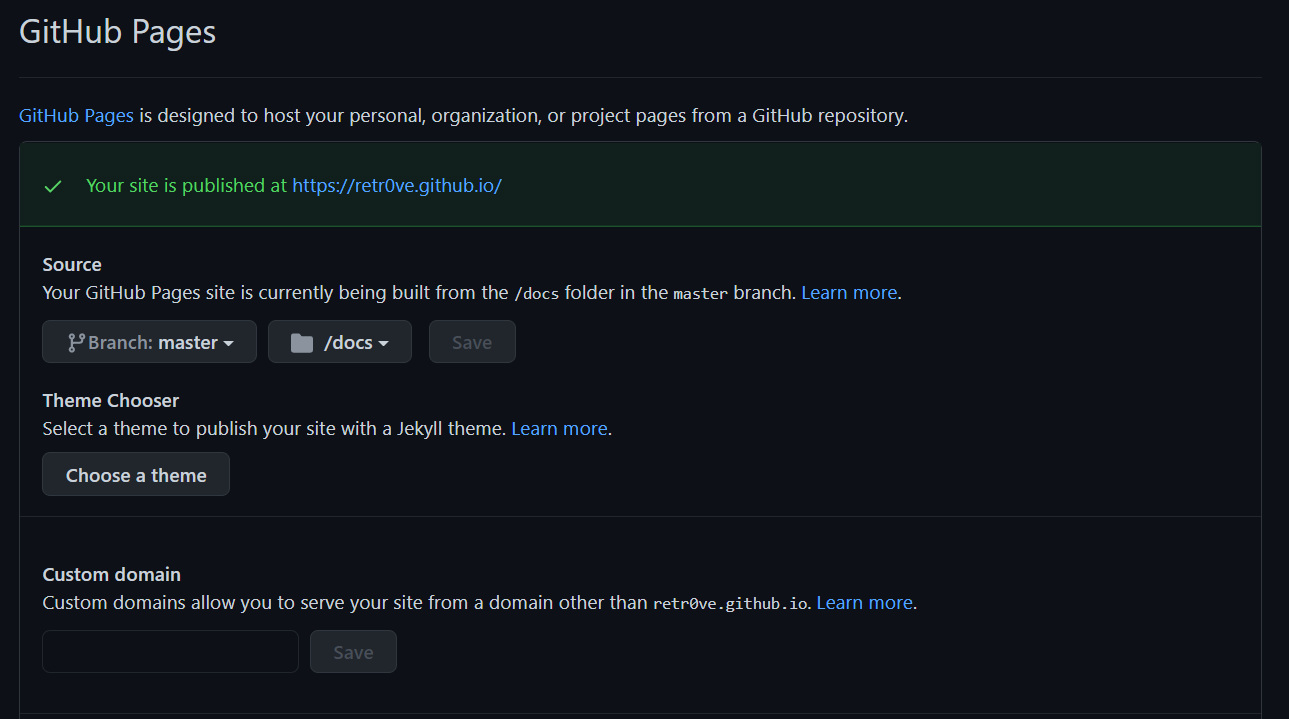 GitHub Pages
GitHub Pages is designed to host your personal, organization, or project pages from a GitHub repository.
Your site is published at https://retr0ve.github.io/
Source
Your GitHub Pages site is currently being built from the /docs folder in the master branch. Learn more.
Branch: master /docs Save
Theme Chooser
Select a theme to publish your site with a Jekyll theme. Learn more.
Choose a theme
Custom domain
Custom domains allow you to serve your site from a domain other than retr0ve.github.io. Learn more.
Save